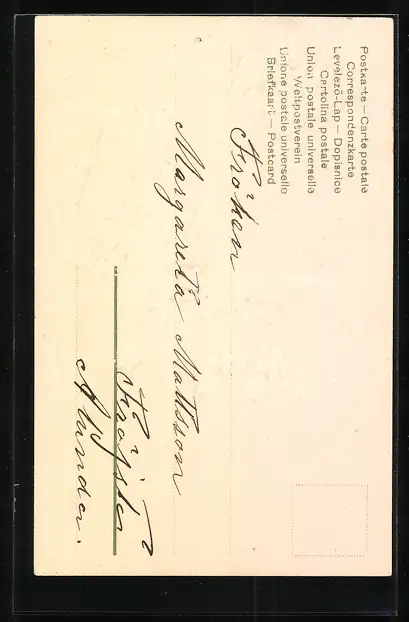 Postkarte — Carte postale
Correspondenzkarte
Levelező-Lap — Dopisnice
Cartolina postale
Union postale universelle
Weltpostverein
Unione postale universelle
Briefkaart — Postcard
Fröken
Margareta Mattsson